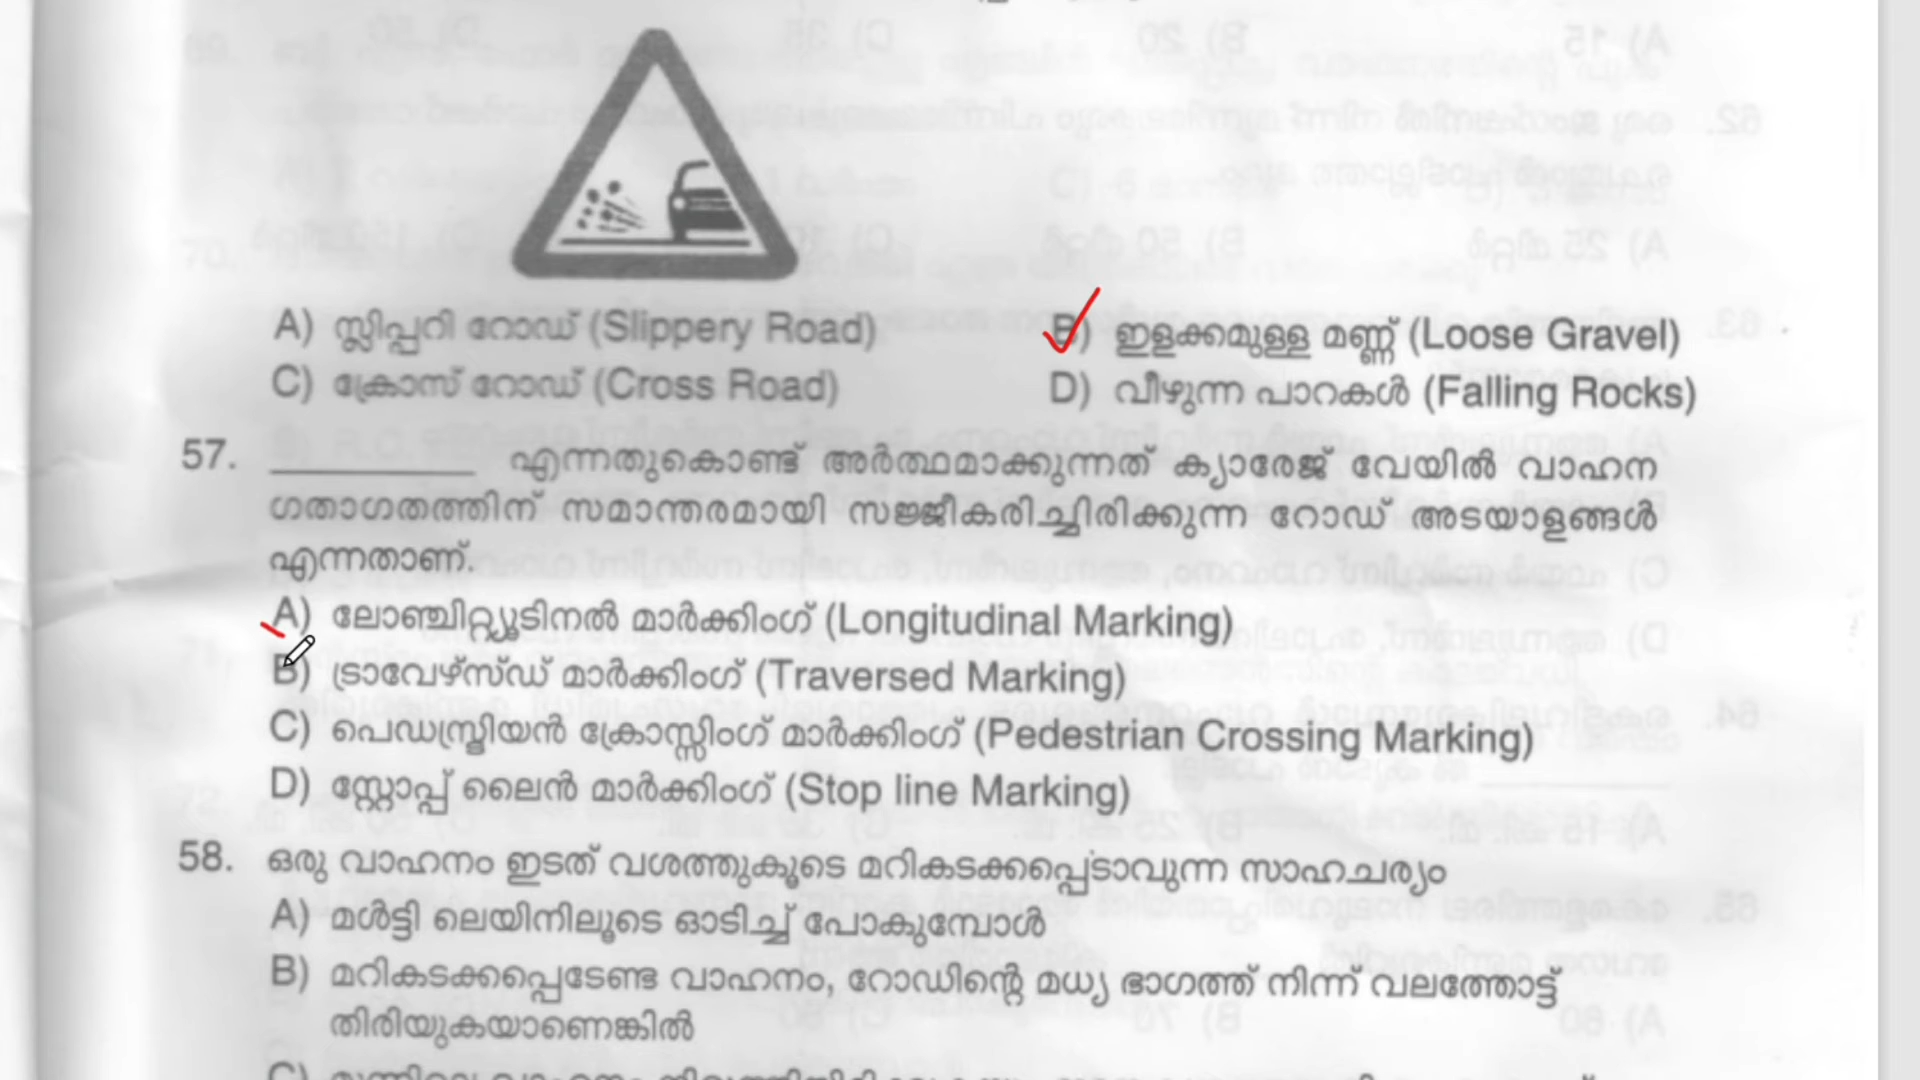 A) സ്ലിപ്പറി റോഡ് (Slippery Road)
B) ഇളക്കമുള്ള മണ്ണ് (Loose Gravel)
C) ക്രോസ് റോഡ് (Cross Road)
D) വീഴുന്ന പാറകൾ (Falling Rocks)
57. __________ എന്നതുകൊണ്ട് അർത്ഥമാക്കുന്നത് ക്യാരേജ് വേയിൽ വാഹന
ഗതാഗതത്തിന് സമാന്തരമായി സജ്ജീകരിച്ചിരിക്കുന്ന റോഡ് അടയാളങ്ങൾ
എന്നതാണ്.
A) ലോഞ്ചിറ്റ്യൂടിനൽ മാർക്കിംഗ് (Longitudinal Marking)
B) ട്രാവേഴ്സ്ഡ് മാർക്കിംഗ് (Traversed Marking)
C) പെഡസ്ട്രിയൻ ക്രോസ്സിംഗ് മാർക്കിംഗ് (Pedestrian Crossing Marking)
D) സ്റ്റോപ്പ് ലൈൻ മാർക്കിംഗ് (Stop line Marking)
58. ഒരു വാഹനം ഇടത് വശത്തുകൂടെ മറികടക്കപ്പെടാവുന്ന സാഹചര്യം
A) മൾട്ടി ലെയിനിലൂടെ ഓടിച്ച് പോകുമ്പോൾ
B) മറികടക്കപ്പെടേണ്ട വാഹനം, റോഡിന്റെ മധ്യ ഭാഗത്ത് നിന്ന് വലത്തോട്ട്
തിരിയുകയാണെങ്കിൽ